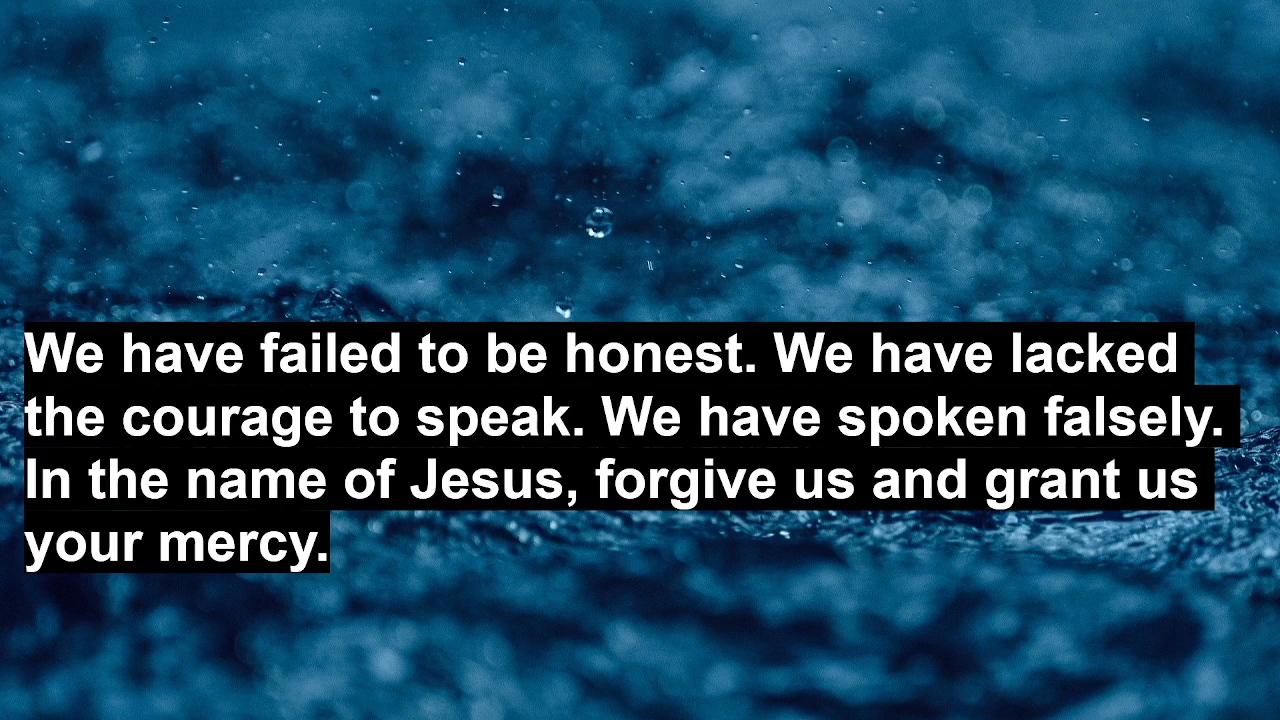 We have failed to be honest. We have lacked
the courage to speak. We have spoken falsely.
In the name of Jesus, forgive us and grant us
your mercy.